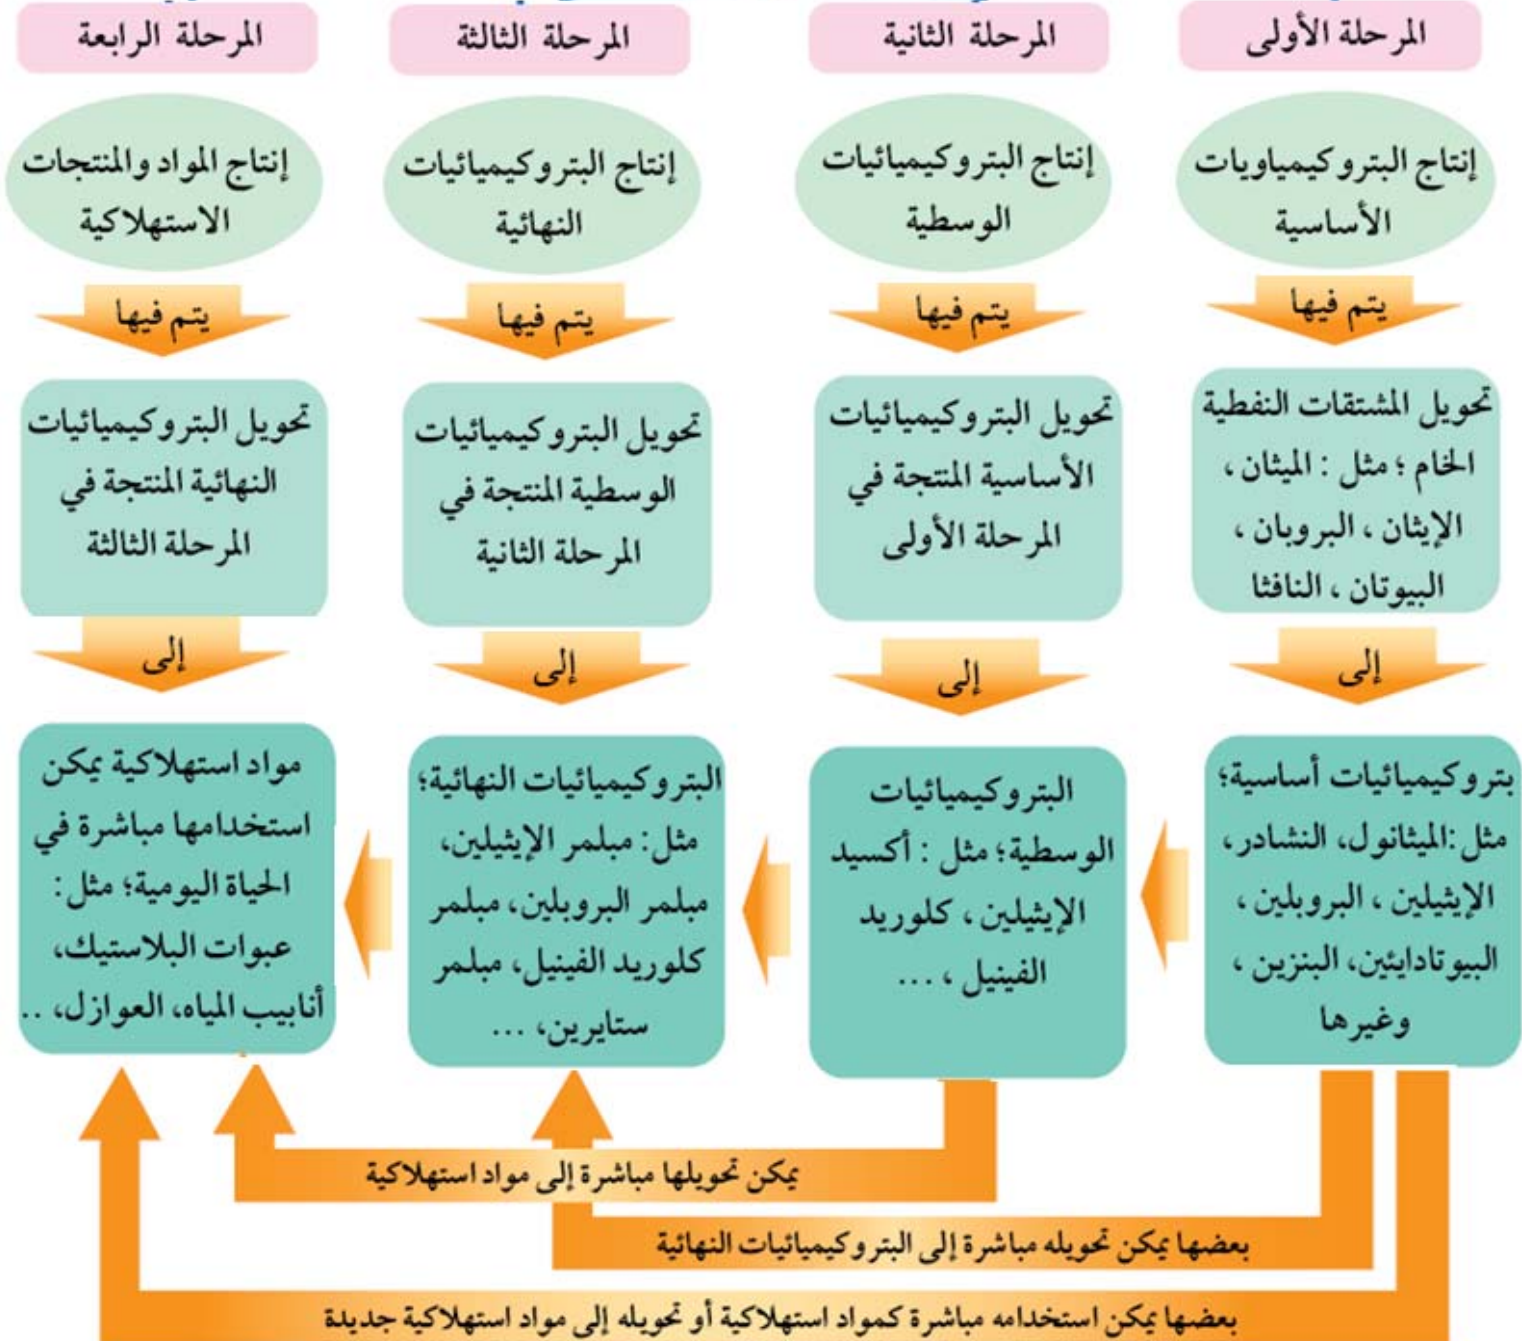 المرحلة الأولى
إنتاج البتروكيمياويات
الأساسية
يتم فيها
تحويل المشتقات النفطية
الخام ؛ مثل : الميثان ،
الإيثان ، البروبان ،
البيوتان ، النافثا
إلى
بتروكيميائيات أساسية؛
مثل :الميثانول، النشادر،
الإيثيلين ، البروبلين ،
البيوتادايئين، البنزين ،
وغيرها
المرحلة الثانية
إنتاج البتروكيميائيات
الوسطية
يتم فيها
تحويل البتروكيميائيات
الأساسية المنتجة في
المرحلة الأولى
إلى
البتروكيميائيات
الوسطية؛ مثل : أكسيد
الإيثيلين ، كلوريد
الفينيل ، ...
المرحلة الثالثة
إنتاج البتروكيميائيات
النهائية
يتم فيها
تحويل البتروكيميائيات
الوسطية المنتجة في
المرحلة الثانية
إلى
البتروكيميائيات النهائية؛
مثل: مبلمر الإيثيلين،
مبلمر البروبلين، مبلمر
كلوريد الفينيل، مبلمر
ستايرين، ...
المرحلة الرابعة
إنتاج المواد والمنتجات
الاستهلاكية
يتم فيها
تحويل البتروكيميائيات
النهائية المنتجة في
المرحلة الثالثة
إلى
مواد استهلاكية يمكن
استخدامها مباشرة في
الحياة اليومية؛ مثل:
عبوات البلاستيك،
أنابيب المياه، العوازل، ..
يمكن تحويلها مباشرة إلى مواد استهلاكية
بعضها يمكن تحويله مباشرة إلى البتروكيميائيات النهائية
بعضها يمكن استخدامه مباشرة كمواد استهلاكية أو تحويله إلى مواد استهلاكية جديدة